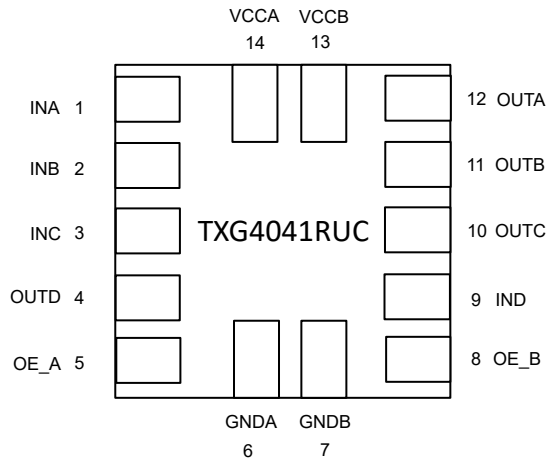 VCCA VCCB
14 13
INA 1
12 OUTA
INB 2
11 OUTB
INC 3
TXG4041RUC
10 OUTC
OUTD 4
9 IND
OE_A 5
8 OE_B
GNDA GNDB
6 7